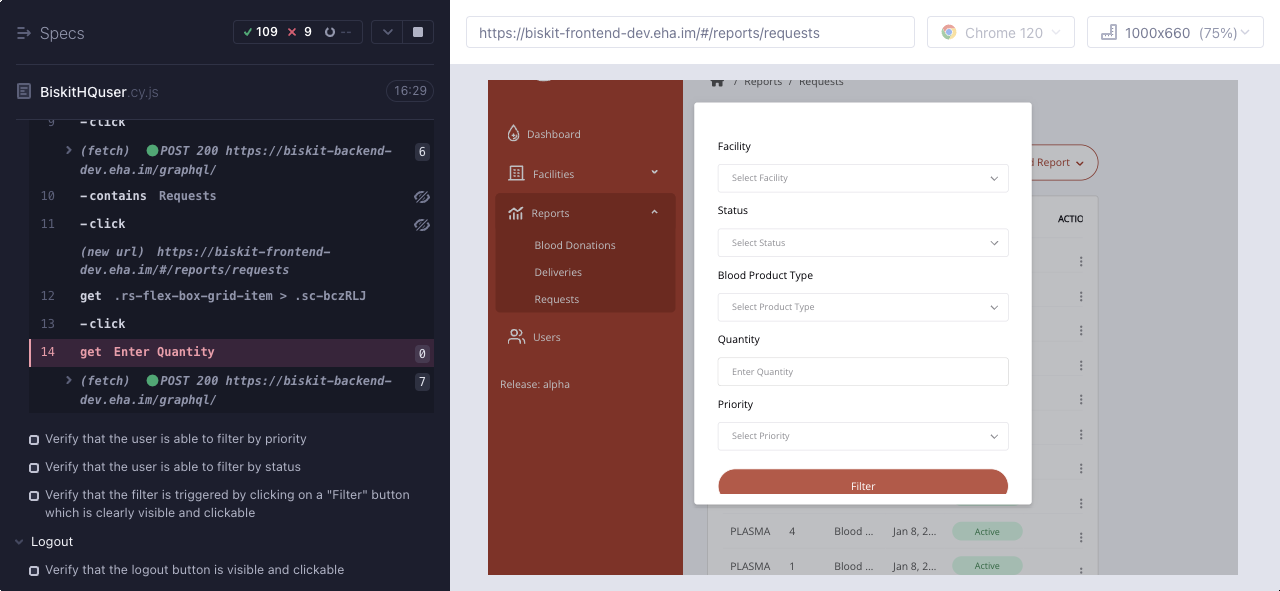 Specs
109 9 --
BiskitHQuser.cy.js
16:29
9 -click
(fetch) POST 200 https://biskit-backend-dev.eha.im/graphql/ 6
10 -contains Requests
11 -click
(new url) https://biskit-frontend-dev.eha.im/#/reports/requests
12 get .rs-flex-box-grid-item > .sc-bczRLJ
13 -click
14 get Enter Quantity 0
(fetch) POST 200 https://biskit-backend-dev.eha.im/graphql/ 7
Verify that the user is able to filter by priority
Verify that the user is able to filter by status
Verify that the filter is triggered by clicking on a "Filter" button
which is clearly visible and clickable
Logout
Verify that the logout button is visible and clickable
https://biskit-frontend-dev.eha.im/#/reports/requests
Chrome 120
1000x660 (75%)
/ Reports / Requests
Dashboard
Facilities
Reports
Blood Donations
Deliveries
Requests
Users
Release: alpha
Facility
Select Facility
Status
Select Status
Blood Product Type
Select Product Type
Quantity
Enter Quantity
Priority
Select Priority
Filter
Report
ACTIO
PLASMA 4 Blood ... Jan 8, 2... Active
PLASMA 1 Blood ... Jan 8, 2... Active